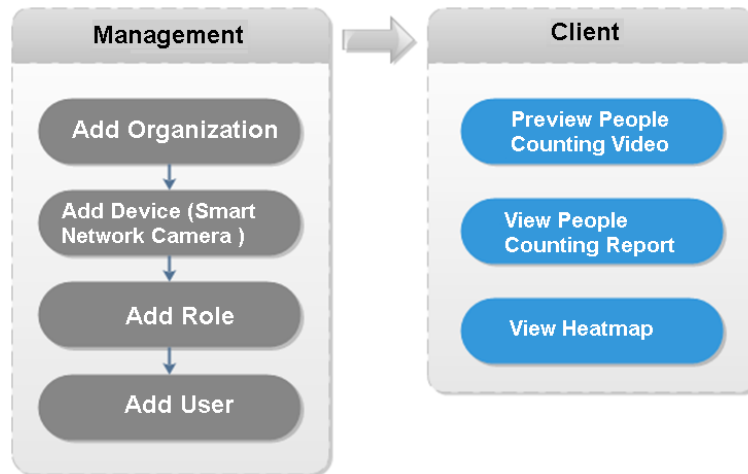 Management
Add Organization
Add Device (Smart
Network Camera )
Add Role
Add User
Client
Preview People
Counting Video
View People
Counting Report
View Heatmap